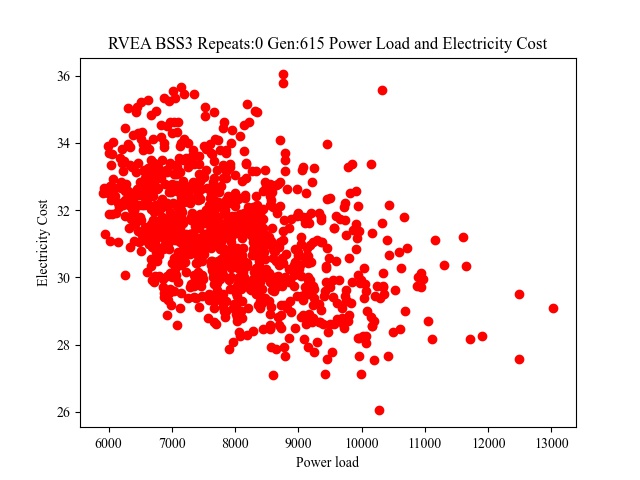 RVEA BSS3 Repeats:0 Gen:615 Power Load and Electricity Cost
36
34
32
30
28
26
Electricity Cost
6000 7000 8000 9000 10000 11000 12000 13000
Power load